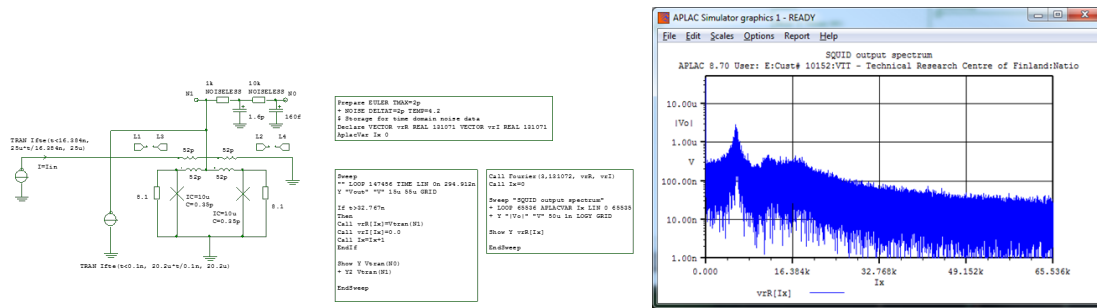 1k
NOISELESS
10k
NOISELESS
N1
N0
1.6p
160f
TRAN Ifte(t<16.384n,
25u*t/16.384n, 25u)
I=Iin
L1
L3
L2
L4
52p
52p
52p
52p
8.1
IC=10u
C=0.35p
IC=10u
C=0.35p
8.1
TRAN Ifte(t<0.1n, 20.2u*t/0.1n, 20.2u)
Prepare EULER TMAX=2p
+ NOISE DELTAT=2p TEMP=4.2
$ Storage for time domain noise data
Declare VECTOR vrR REAL 131071 VECTOR vrI REAL 131071
AplacVar Ix 0
Sweep
"" LOOP 147456 TIME LIN 0n 294.912n
Y "Vout" "V" 15u 55u GRID
If t>32.767n
Then
Call vrR[Ix]=Vtran(N1)
Call vrI[Ix]=0.0
Call Ix=Ix+1
EndIf
Show Y Vtran(N0)
+ Y2 Vtran(N1)
EndSweep
Call Fourier(3,131072, vrR, vrI)
Call Ix=0
Sweep "SQUID output spectrum"
+ LOOP 65536 APLACVAR Ix LIN 0 65535
+ Y "|Vo|" "V" 50u 1n LOGY GRID
Show Y vrR[Ix]
EndSweep
APLAC Simulator graphics 1 - READY
File Edit Scales Options Report Help
SQUID output spectrum
APLAC 8.70 User: E:Cust# 10152:VTT - Technical Research Centre of Finland:Natio
10.00u
|Vo|
1.00u
V
100.00n
10.00n
1.00n
0.000 16.384k 32.768k 49.152k 65.536k
Ix
vrR[Ix]